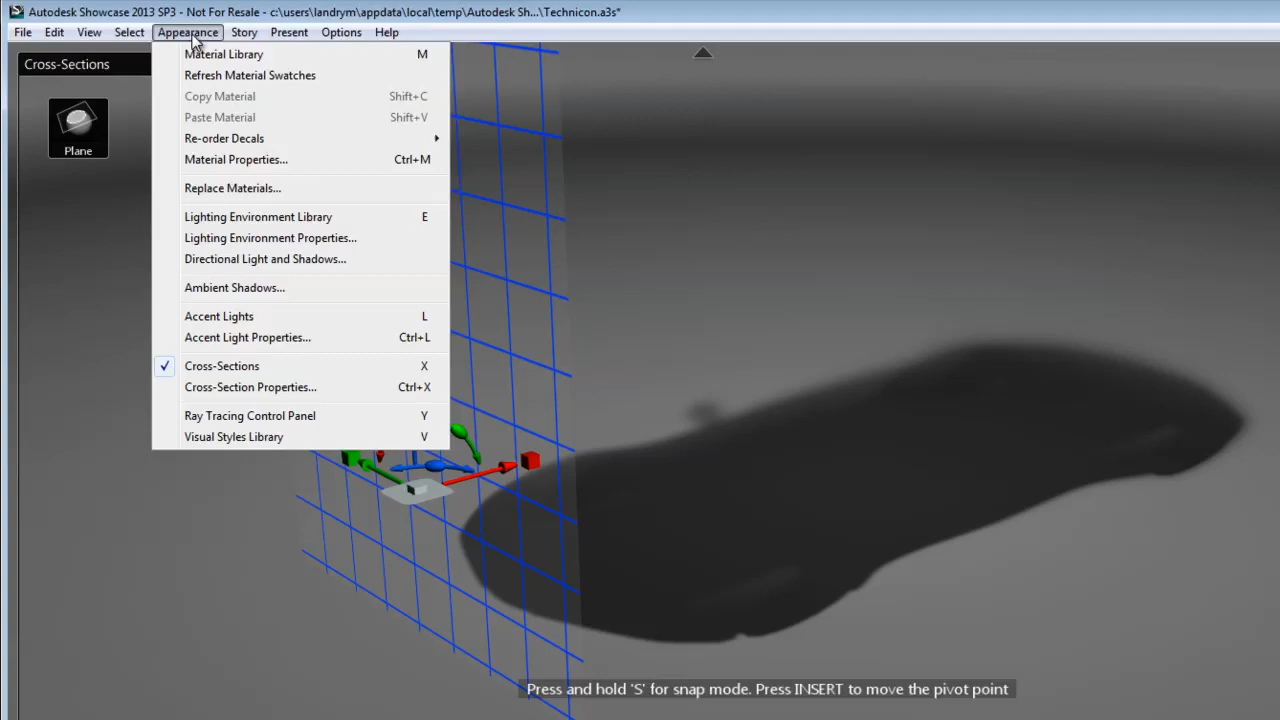 Autodesk Showcase 2013 SP3 - Not For Resale - c:\users\landrym\appdata\local\temp\Autodesk Sh...\Technicon.a3s*
File Edit View Select Appearance Story Present Options Help
Cross-Sections
Plane
Material Library M
Refresh Material Swatches
Copy Material Shift+C
Paste Material Shift+V
Re-order Decals
Material Properties... Ctrl+M
Replace Materials...
Lighting Environment Library E
Lighting Environment Properties...
Directional Light and Shadows...
Ambient Shadows...
Accent Lights L
Accent Light Properties... Ctrl+L
Cross-Sections X
Cross-Section Properties... Ctrl+X
Ray Tracing Control Panel Y
Visual Styles Library V
Press and hold 'S' for snap mode. Press INSERT to move the pivot point